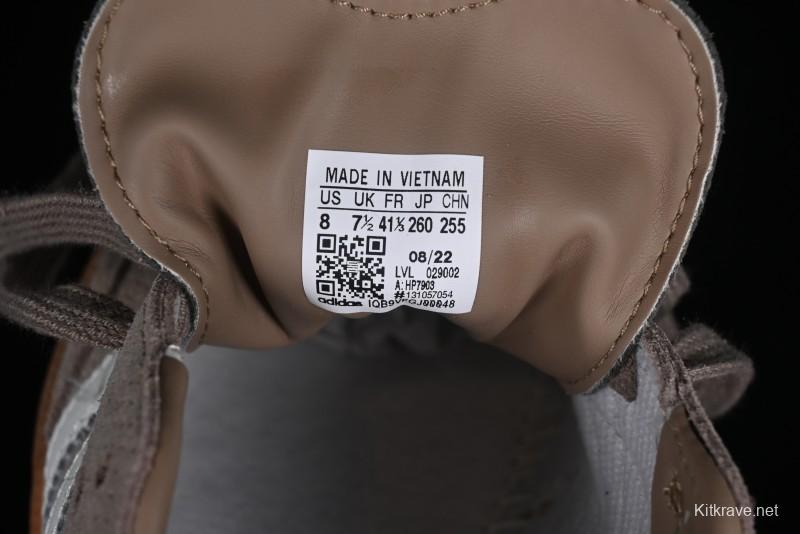 MADE IN VIETNAM
US UK FR JP CHN
8 7½ 41⅓ 260 255
08/22
LVL 029002
A: HP7903
#131057054
adidas
Kitkrave.net